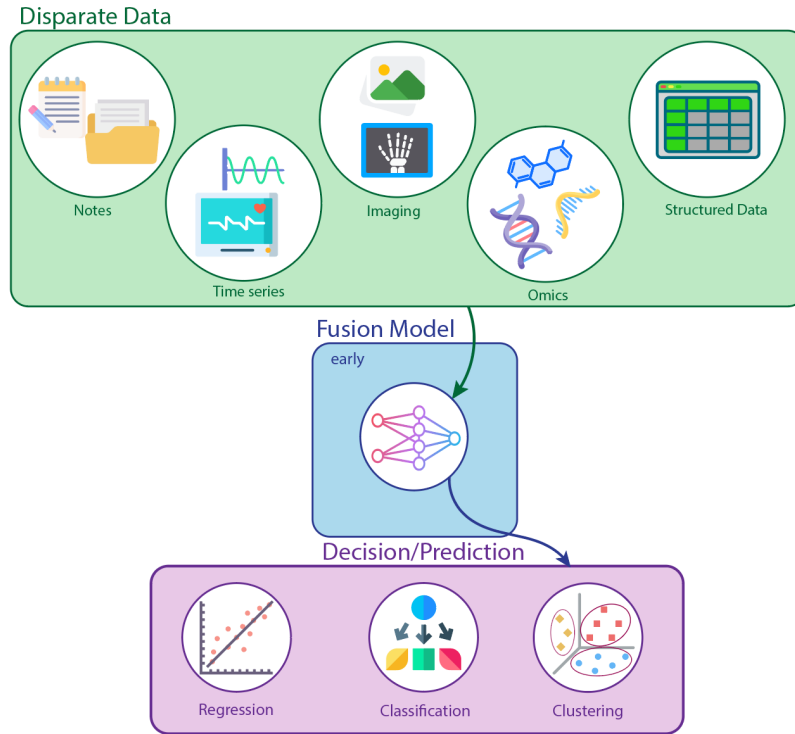 Disparate Data
Notes
Time series
Imaging
Omics
Structured Data
Fusion Model
early
Decision/Prediction
Regression
Classification
Clustering